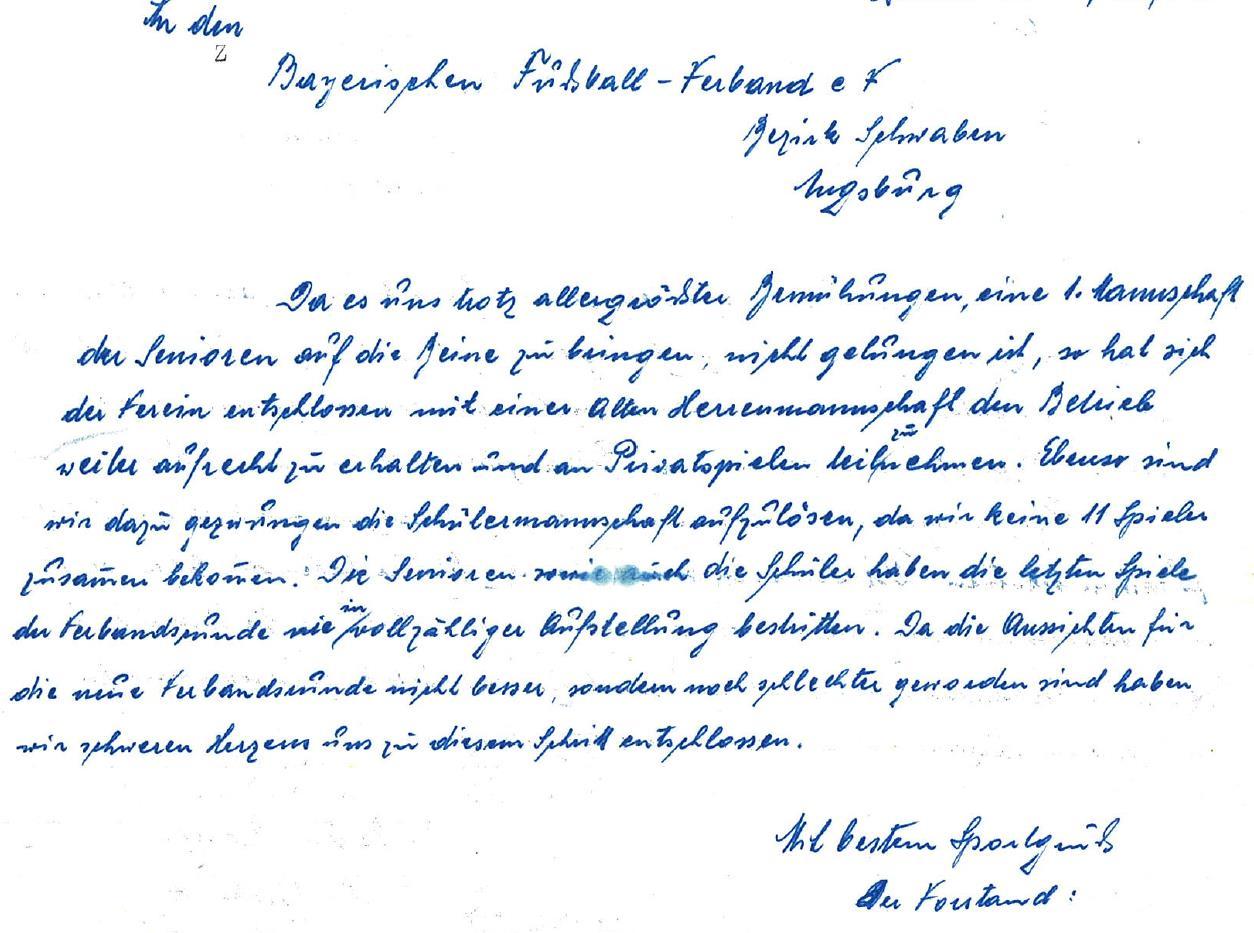 An den
Z
Bayerischen Fußball-Verband e V
Bezirk Schwaben
Augsburg
Da es uns trotz allergrößter Bemühungen, eine 1. Mannschaft
der Senioren auf die Beine zu bringen, nicht gelungen ist, so hat sich
der Verein entschlossen mit einer Alten Herrenmannschaft den Betrieb
weiter aufrecht zu erhalten und an Privatspielen teilzunehmen. Ebenso sind
wir dazu gezwungen die Schülermannschaft aufzulösen, da wir keine 11 Spieler
zusam̄en bekom̄en. Die Senioren sowie auch die Schüler haben die letzten Spiele
der Verbandsrunde nie in vollzähliger Aufstellung bestritten. Da die Aussichten für
die neue Verbandsrunde nicht besser, sondern noch schlechter geworden sind haben
wir schweren Herzens uns zu diesem Schritt entschlossen.
Mit bestem Sportgruß
Der Vorstand: